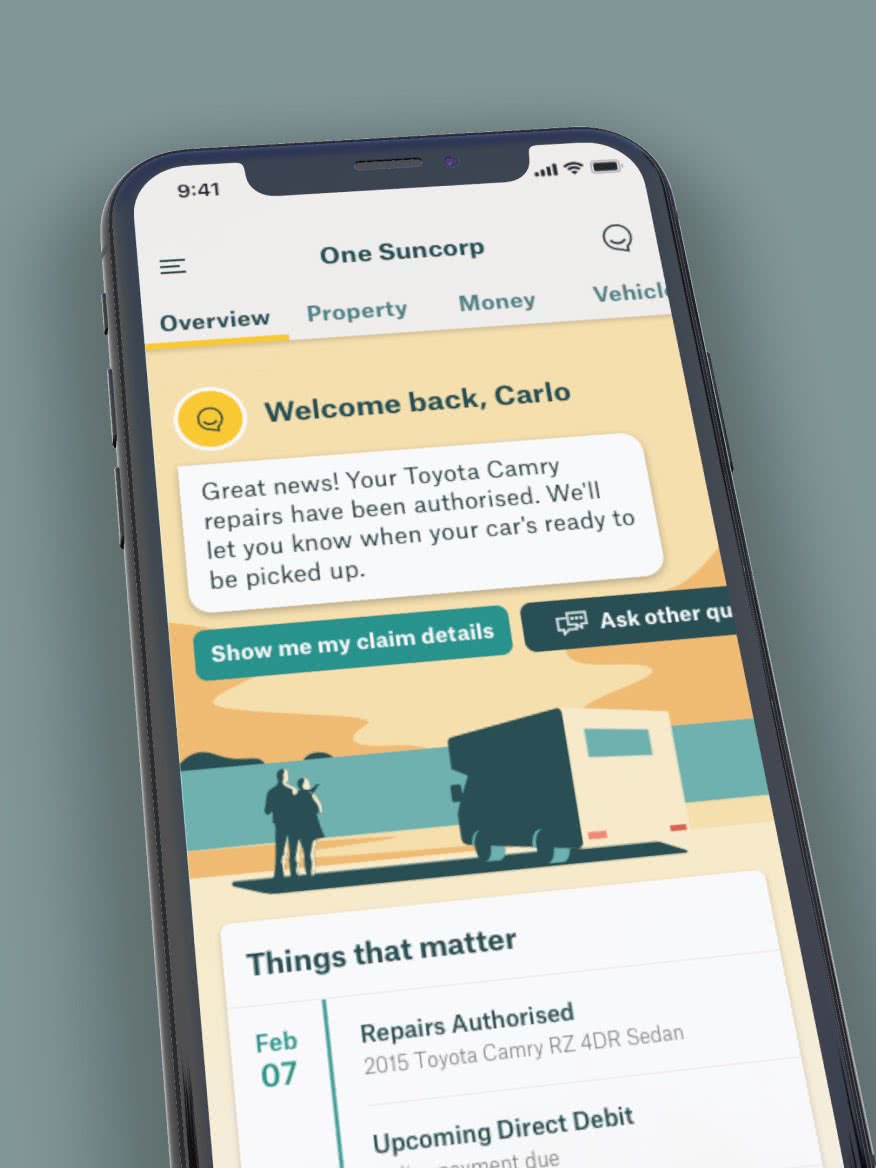 9:41
One Suncorp
Overview Property Money
Welcome back, Carlo
Great news! Your Toyota Camry
repairs have been authorised. We'll
let you know when your car's ready to
be picked up.
Show me my claim details
Ask other
Things that matter
Feb
07
Repairs Authorised
2015 Toyota Camry RZ 4DR Sedan
Upcoming Direct Debit
payment due